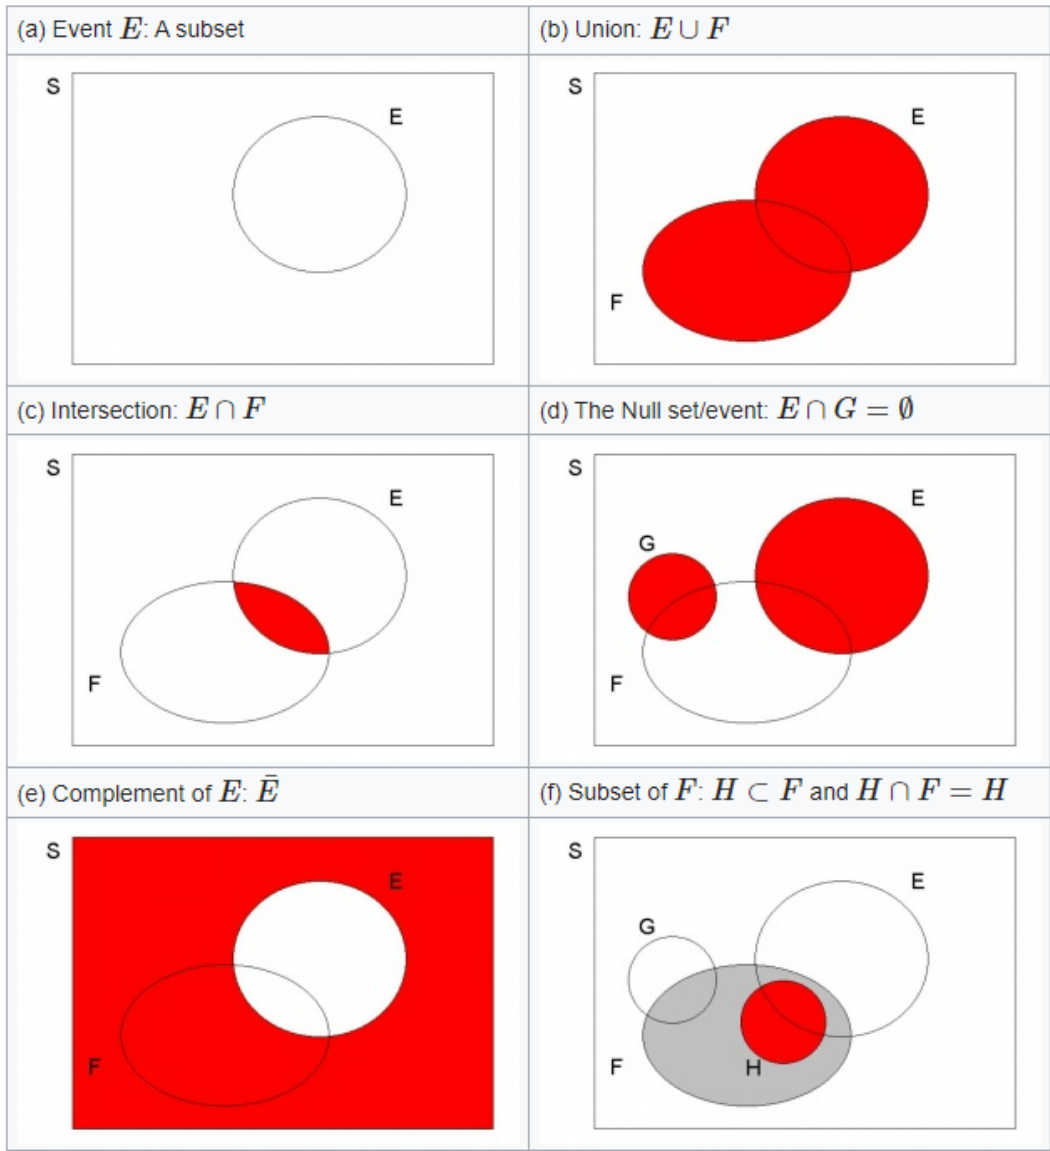 (a) Event E: A subset
(b) Union: E ∪ F
S
E
S
E
F
(c) Intersection: E ∩ F
(d) The Null set/event: E ∩ G = ∅
S
E
F
S
E
G
F
(e) Complement of E: Ē
(f) Subset of F: H ⊂ F and H ∩ F = H
S
E
F
S
E
G
F
H